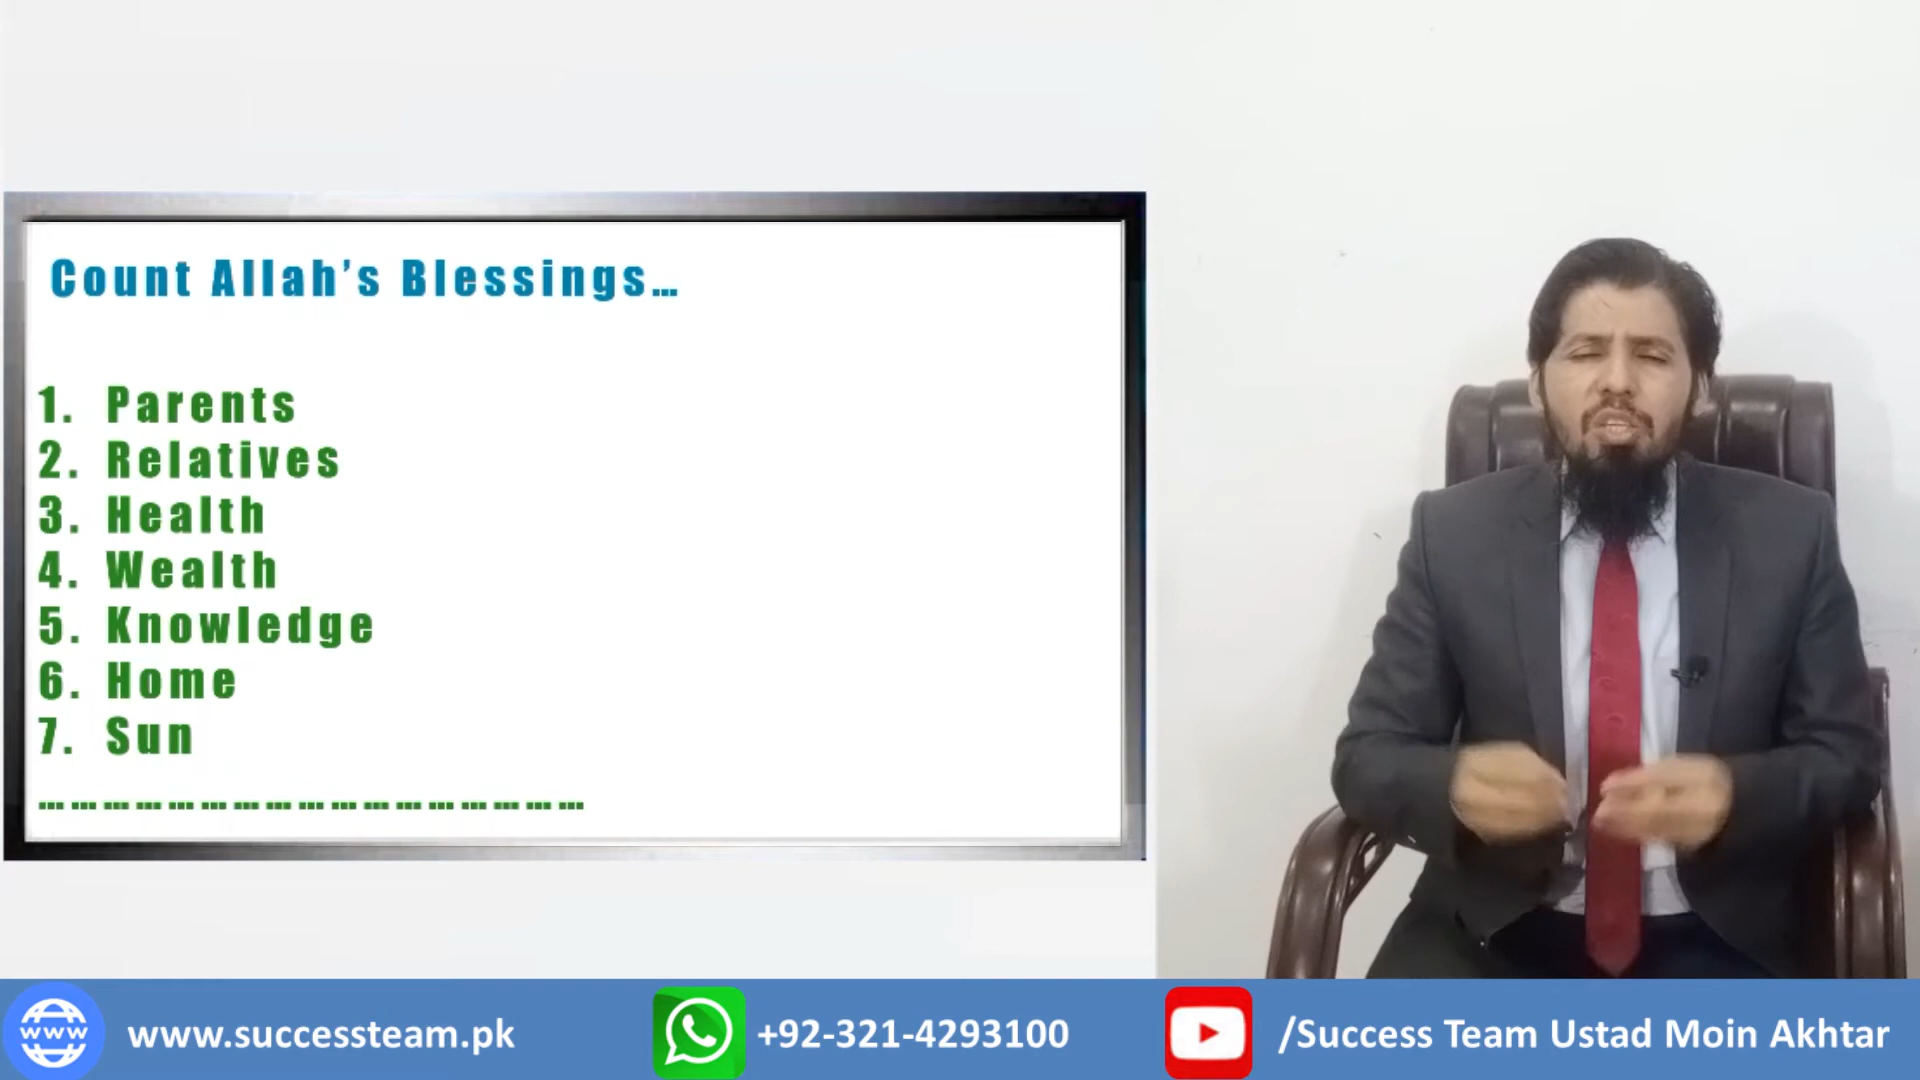 Count Allah’s Blessings...
1. Parents
2. Relatives
3. Health
4. Wealth
5. Knowledge
6. Home
7. Sun
... ... ... ... ... ... ... ... ... ... ... ... ... ... ... ... ...
www
www.successteam.pk
+92-321-4293100
/Success Team Ustad Moin Akhtar